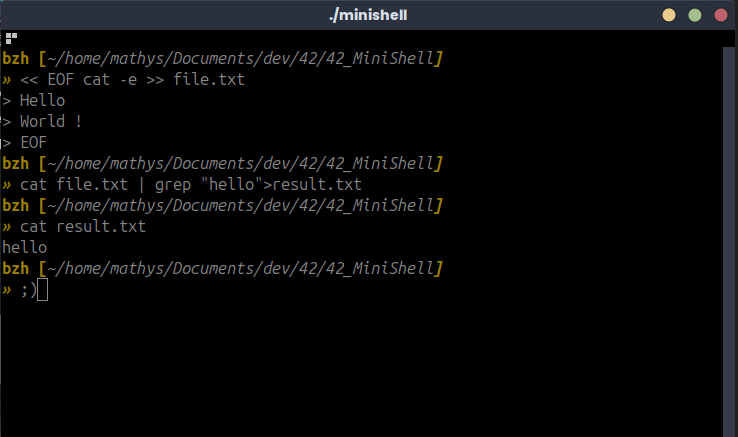 ./minishell
bzh [~/home/mathys/Documents/dev/42/42_MiniShell]
» << EOF cat -e >> file.txt
> Hello
> World !
> EOF
bzh [~/home/mathys/Documents/dev/42/42_MiniShell]
» cat file.txt | grep "hello">result.txt
bzh [~/home/mathys/Documents/dev/42/42_MiniShell]
» cat result.txt
hello
bzh [~/home/mathys/Documents/dev/42/42_MiniShell]
» ;)